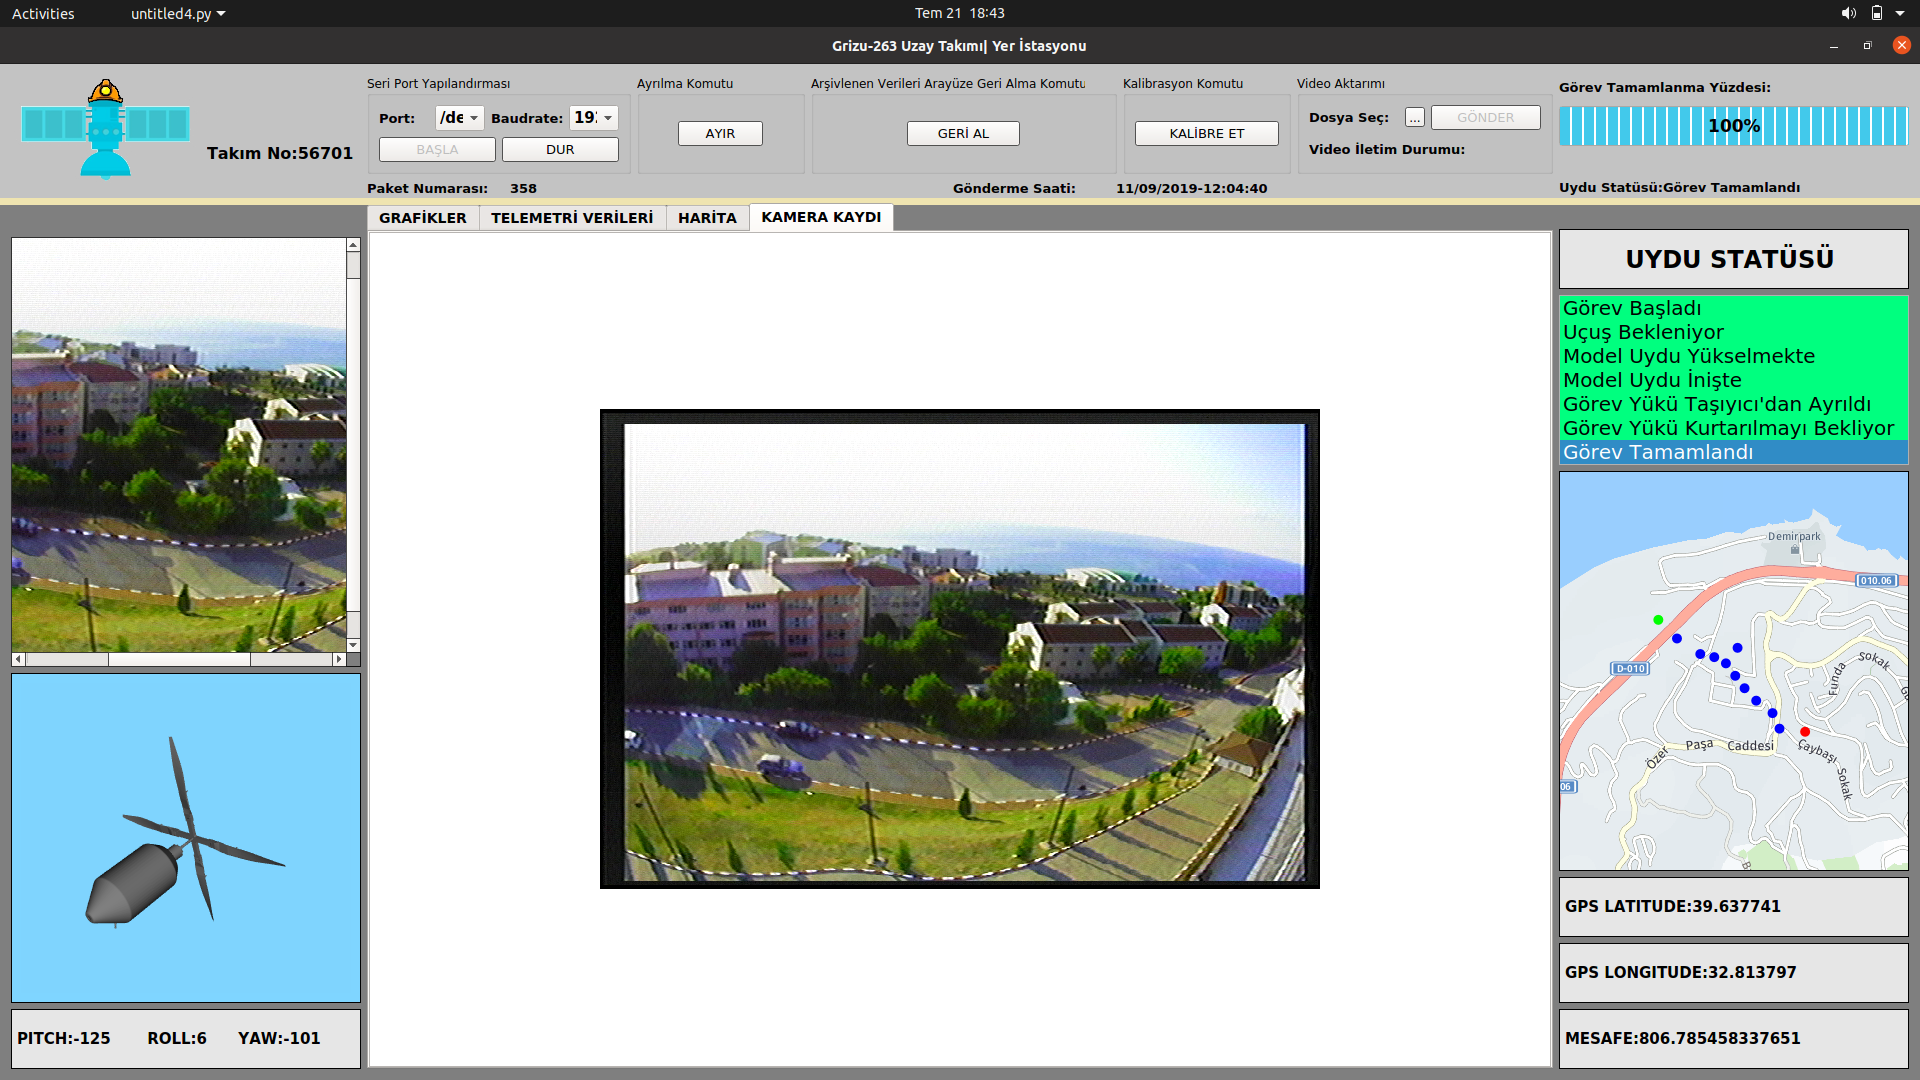 Activities
untitled4.py
Tem 21 18:43
Grizu-263 Uzay Takımı| Yer İstasyonu
Takım No:56701
Seri Port Yapılandırması
Port:
/de
Baudrate:
19:
BAŞLA
DUR
Ayrılma Komutu
AYIR
Arşivlenen Verileri Arayüze Geri Alma Komutu
GERİ AL
Kalibrasyon Komutu
KALİBRE ET
Video Aktarımı
Dosya Seç:
...
GÖNDER
Video İletim Durumu:
Görev Tamamlanma Yüzdesi:
100%
Paket Numarası: 358
Gönderme Saati: 11/09/2019-12:04:40
Uydu Statüsü:Görev Tamamlandı
GRAFİKLER
TELEMETRİ VERİLERİ
HARİTA
KAMERA KAYDI
UYDU STATÜSÜ
Görev Başladı
Uçuş Bekleniyor
Model Uydu Yükselmekte
Model Uydu İnişte
Görev Yükü Taşıyıcı'dan Ayrıldı
Görev Yükü Kurtarılmayı Bekliyor
Görev Tamamlandı
Demirpark
010.06
D-010
Sokak
Funda
Özer
Paşa
Caddesi
Çaybaşı
Sokak
06
GPS LATITUDE:39.637741
GPS LONGITUDE:32.813797
MESAFE:806.785458337651
PITCH:-125 ROLL:6 YAW:-101